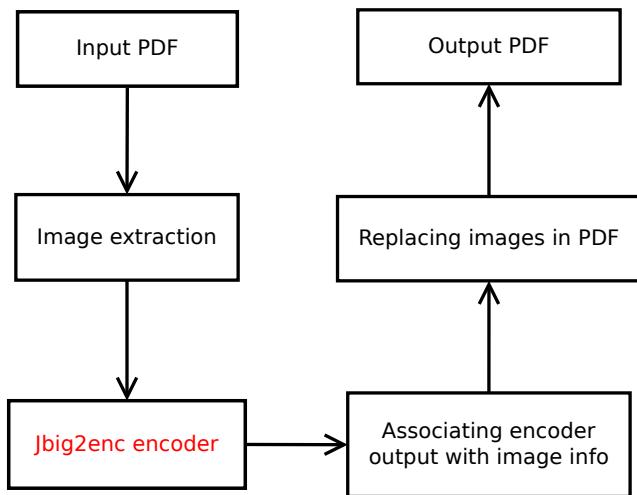 Input PDF
Output PDF
Image extraction
Replacing images in PDF
Jbig2enc encoder
Associating encoder
output with image info